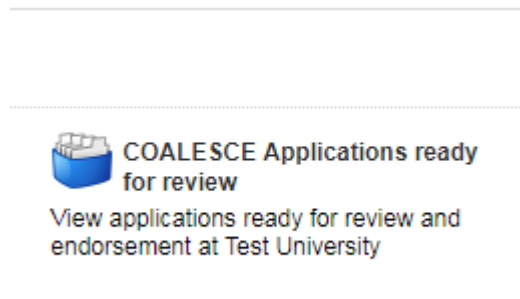 COALESCE Applications ready
for review
View applications ready for review and
endorsement at Test University